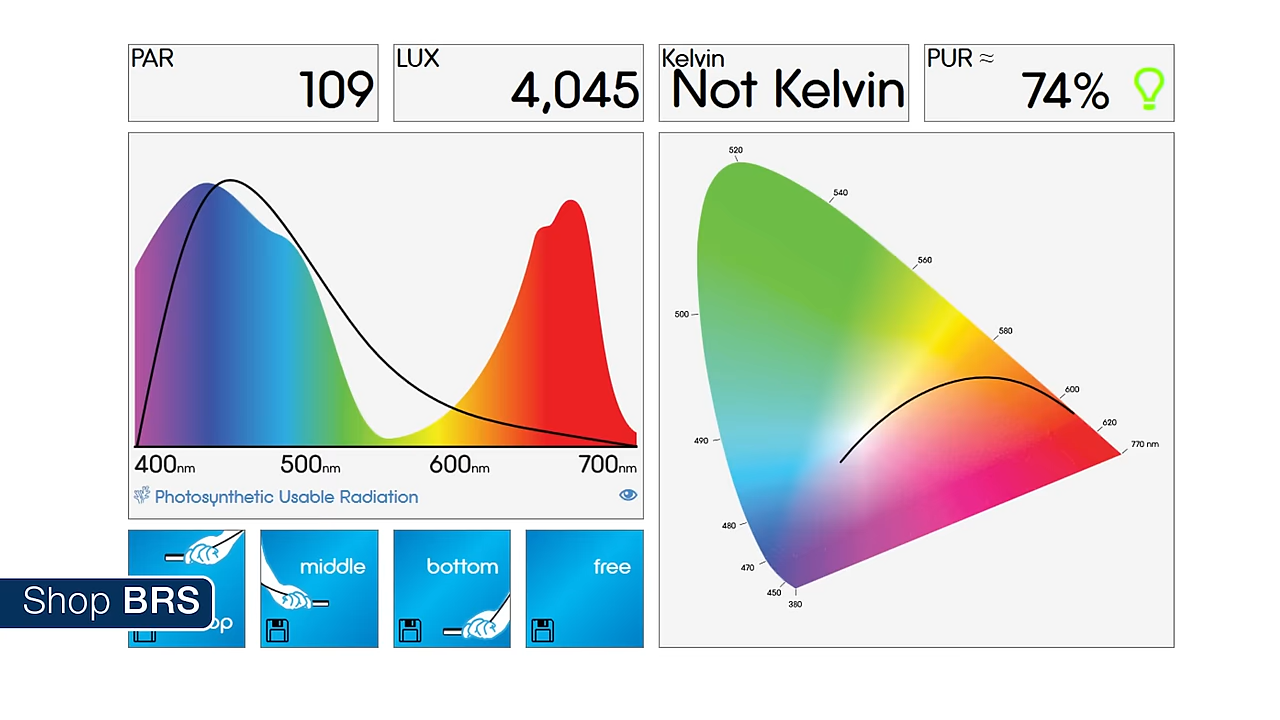 PAR
109
LUX
4,045
Kelvin
Not Kelvin
PUR ≈
74%
400nm 500nm 600nm 700nm
Photosynthetic Usable Radiation
520
540
560
580
600
620
770 nm
500
490
480
470
450
380
middle
bottom
free
Shop BRS